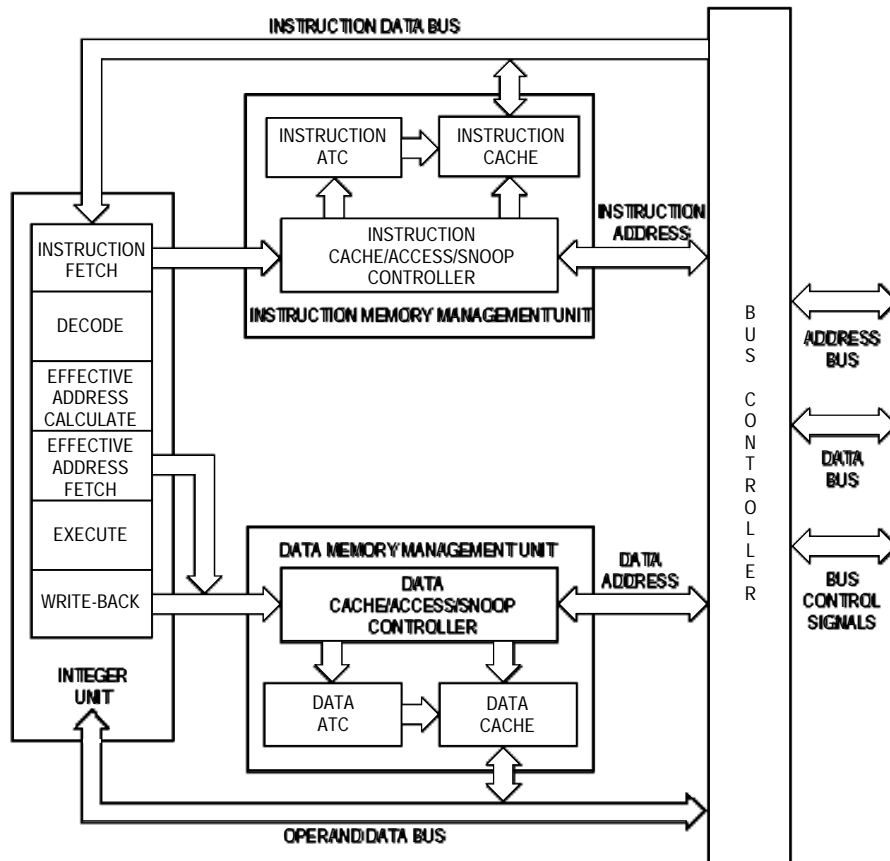 INSTRUCTION DATA BUS
INSTRUCTION
ATC
INSTRUCTION
CACHE
INSTRUCTION
CACHE/ACCESS/SNOOP
CONTROLLER
INSTRUCTION MEMORY MANAGEMENT UNIT
INSTRUCTION
ADDRESS
INSTRUCTION
FETCH
DECODE
EFFECTIVE
ADDRESS
CALCULATE
EFFECTIVE
ADDRESS
FETCH
EXECUTE
WRITE-BACK
INTEGER
UNIT
DATA MEMORY MANAGEMENT UNIT
DATA
CACHE/ACCESS/SNOOP
CONTROLLER
DATA
ATC
DATA
CACHE
DATA
ADDRESS
OPERAND DATA BUS
BUS CONTROLLER
ADDRESS
BUS
DATA
BUS
BUS
CONTROL
SIGNALS